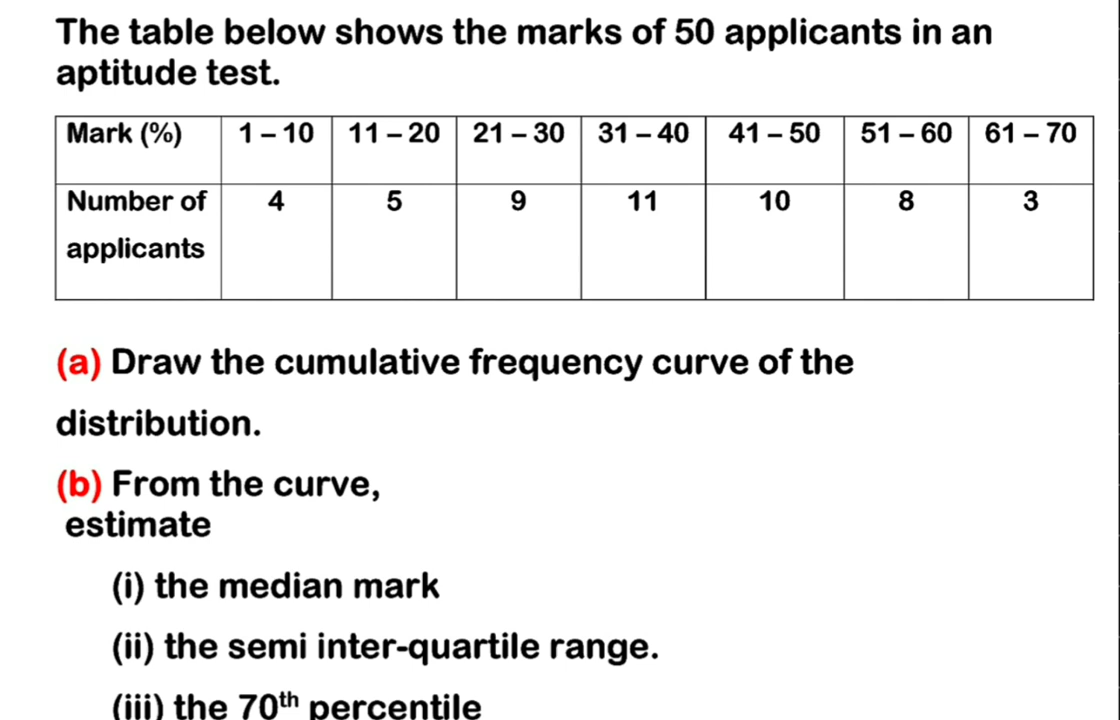 The table below shows the marks of 50 applicants in an
aptitude test.
Mark (%) 1 – 10 11 – 20 21 – 30 31 – 40 41 – 50 51 – 60 61 – 70
Number of 4 5 9 11 10 8 3
applicants
(a) Draw the cumulative frequency curve of the
distribution.
(b) From the curve,
estimate
(i) the median mark
(ii) the semi inter-quartile range.
(iii) the 70th percentile